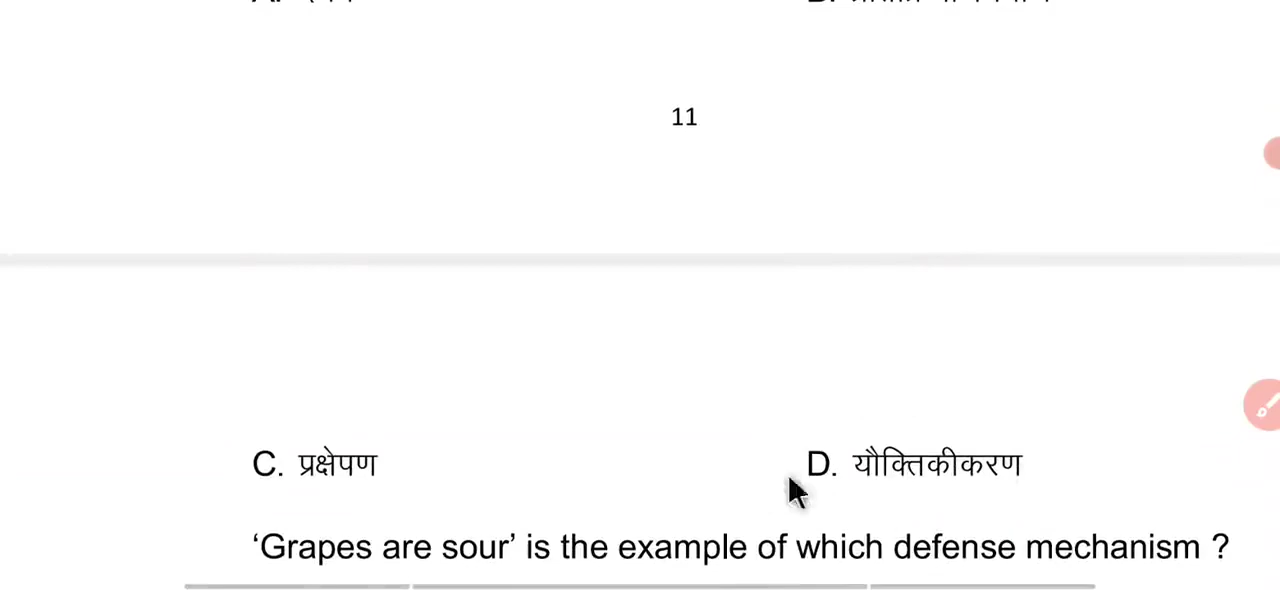 11
C. प्रक्षेपण D. यौक्तिकीकरण
‘Grapes are sour’ is the example of which defense mechanism ?